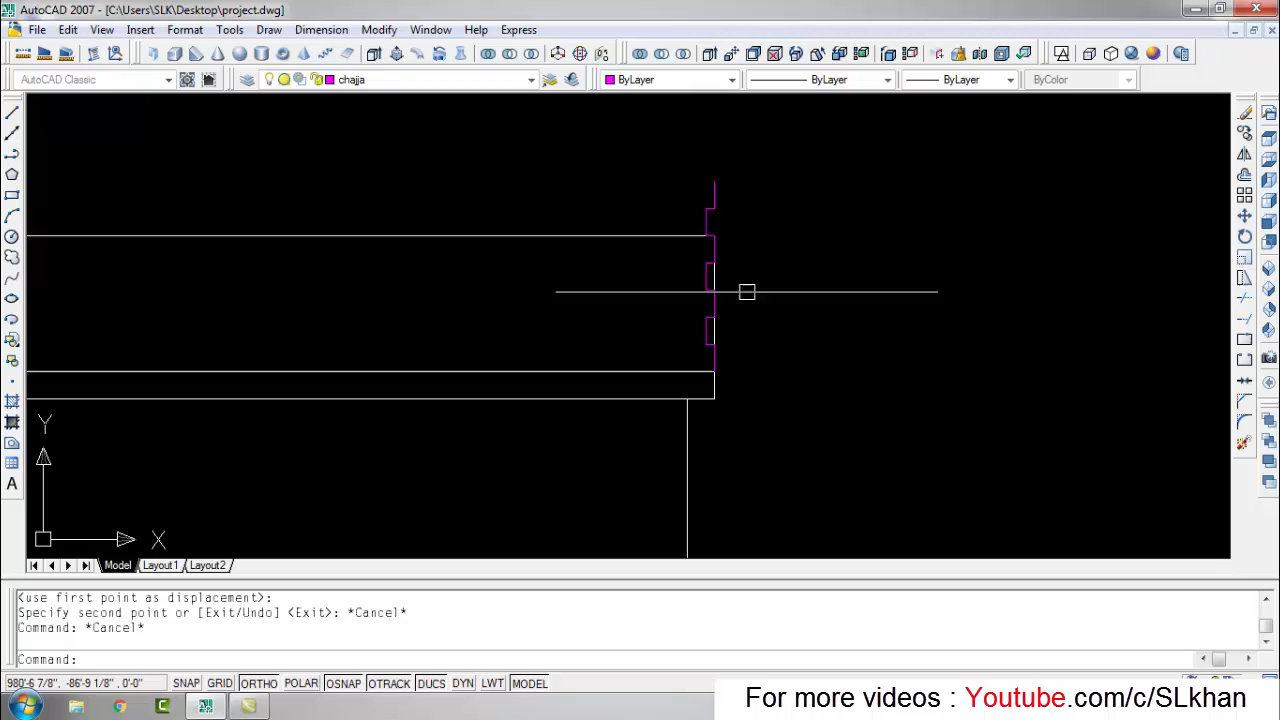 AutoCAD 2007 - [C:\Users\SLK\Desktop\project.dwg]
File Edit View Insert Format Tools Draw Dimension Modify Window Help Express
AutoCAD Classic chajja ByLayer ByLayer ByLayer ByColor
Y
X
A
Model Layout1 Layout2
<use first point as displacement>:
Specify second point or [Exit/Undo] <Exit>: *Cancel*
Command: *Cancel*
Command:
980'-6 7/8", -86'-9 1/8", 0'-0" SNAP GRID ORTHO POLAR OSNAP OTRACK DUCS DYN LWT MODEL
For more videos : Youtube.com/c/SLkhan